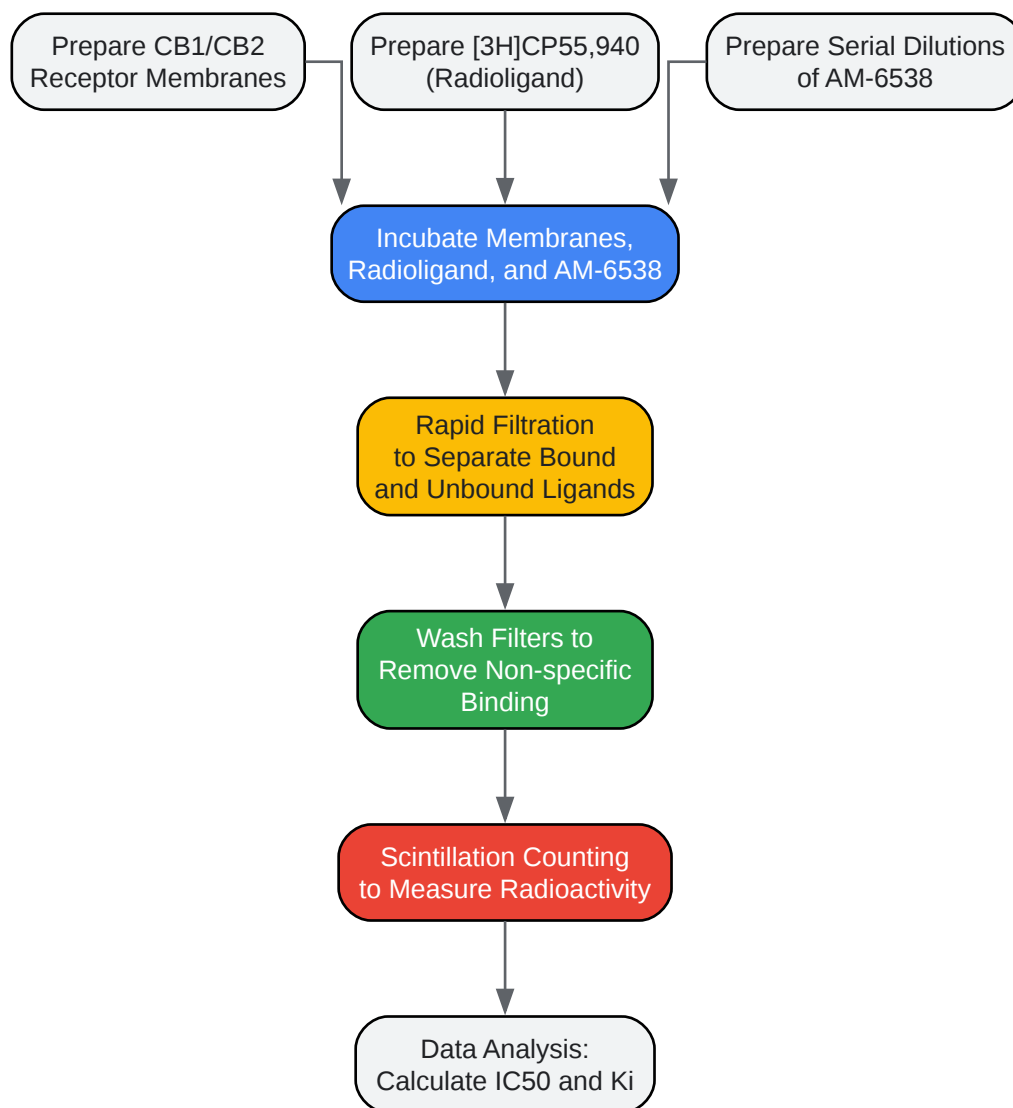 Prepare CB1/CB2
Receptor Membranes
Prepare [3H]CP55,940
(Radioligand)
Prepare Serial Dilutions
of AM-6538
Incubate Membranes,
Radioligand, and AM-6538
Rapid Filtration
to Separate Bound
and Unbound Ligands
Wash Filters to
Remove Non-specific
Binding
Scintillation Counting
to Measure Radioactivity
Data Analysis:
Calculate IC50 and Ki